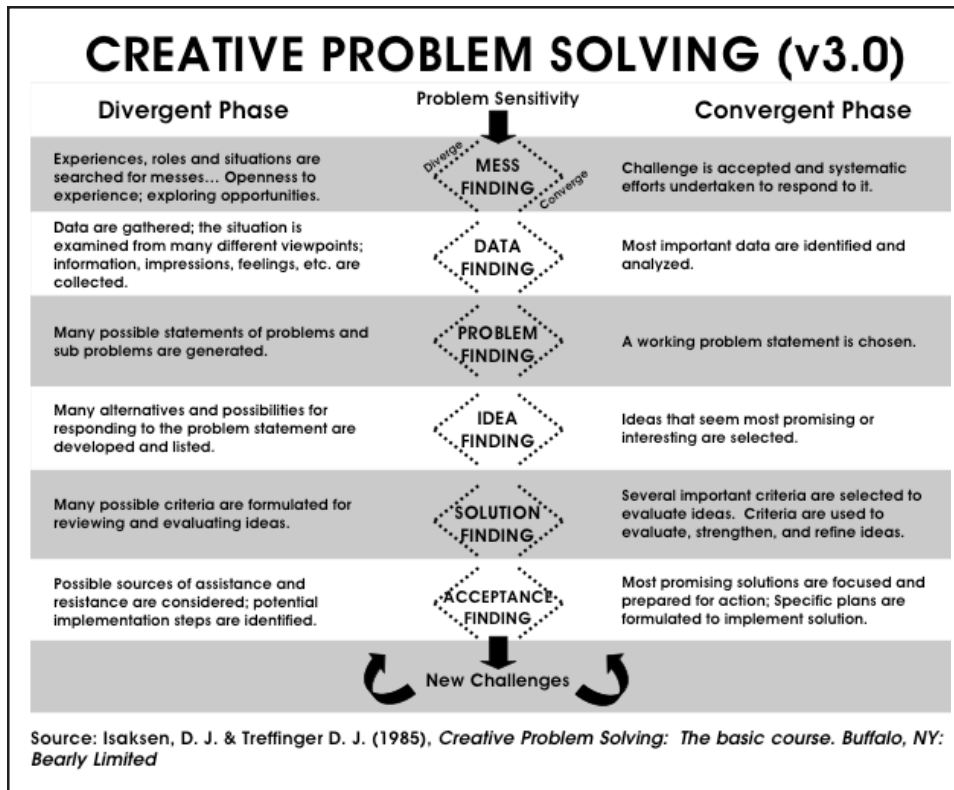 CREATIVE PROBLEM SOLVING (v3.0)
Divergent Phase
Problem Sensitivity
Convergent Phase
Experiences, roles and situations are
searched for messes... Openness to
experience; exploring opportunities.
Diverge
MESS
FINDING
Converge
Challenge is accepted and systematic
efforts undertaken to respond to it.
Data are gathered; the situation is
examined from many different viewpoints;
information, impressions, feelings, etc. are
collected.
DATA
FINDING
Most important data are identified and
analyzed.
Many possible statements of problems and
sub problems are generated.
PROBLEM
FINDING
A working problem statement is chosen.
Many alternatives and possibilities for
responding to the problem statement are
developed and listed.
IDEA
FINDING
Ideas that seem most promising or
interesting are selected.
Many possible criteria are formulated for
reviewing and evaluating ideas.
SOLUTION
FINDING
Several important criteria are selected to
evaluate ideas. Criteria are used to
evaluate, strengthen, and refine ideas.
Possible sources of assistance and
resistance are considered; potential
implementation steps are identified.
ACCEPTANCE
FINDING
Most promising solutions are focused and
prepared for action; Specific plans are
formulated to implement solution.
New Challenges
Source: Isaksen, D. J. & Treffinger D. J. (1985), Creative Problem Solving: The basic course. Buffalo, NY:
Bearly Limited